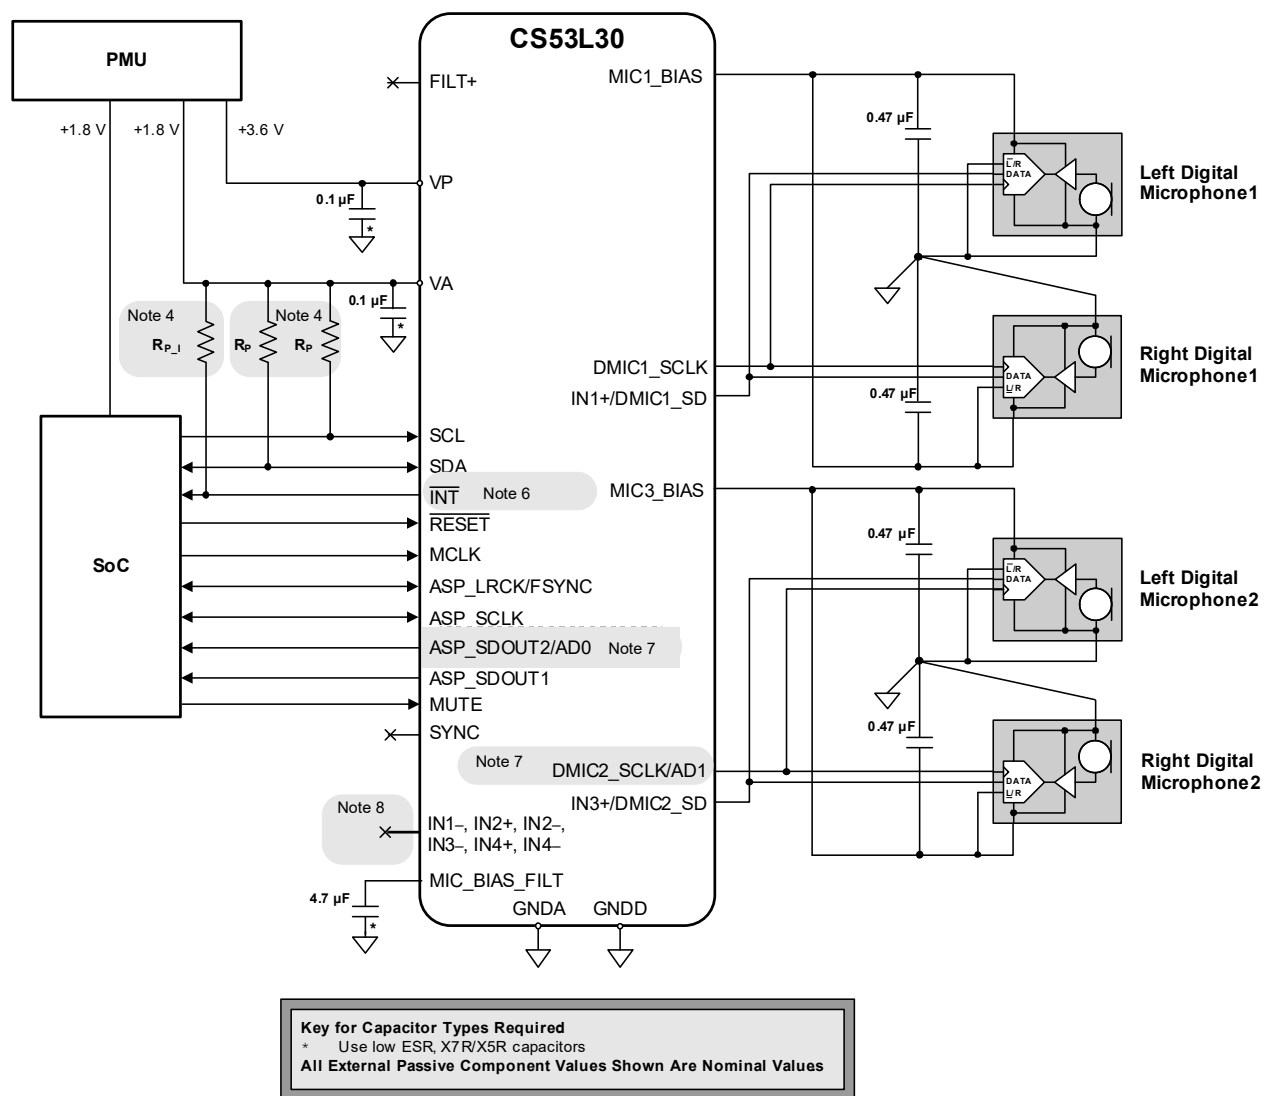 CS53L30
PMU
+1.8 V
+1.8 V
+3.6 V
FILT+
MIC1_BIAS
0.47 µF
L/R
DATA
Left Digital
Microphone1
VP
0.1 µF
*
VA
0.1 µF
*
Note 4
RP_I
Note 4
RP
RP
DMIC1_SCLK
IN1+/DMIC1_SD
0.47 µF
DATA
L/R
Right Digital
Microphone1
SoC
SCL
SDA
INT
Note 6
RESET
MCLK
ASP_LRCK/FSYNC
ASP_SCLK
ASP_SDOUT2/AD0
Note 7
ASP_SDOUT1
MUTE
SYNC
MIC3_BIAS
0.47 µF
L/R
DATA
Left Digital
Microphone2
0.47 µF
Note 7
DMIC2_SCLK/AD1
IN3+/DMIC2_SD
DATA
L/R
Right Digital
Microphone2
Note 8
IN1–, IN2+, IN2–,
IN3–, IN4+, IN4–
MIC_BIAS_FILT
4.7 µF
*
GNDA
GNDD
Key for Capacitor Types Required
* Use low ESR, X7R/X5R capacitors
All External Passive Component Values Shown Are Nominal Values